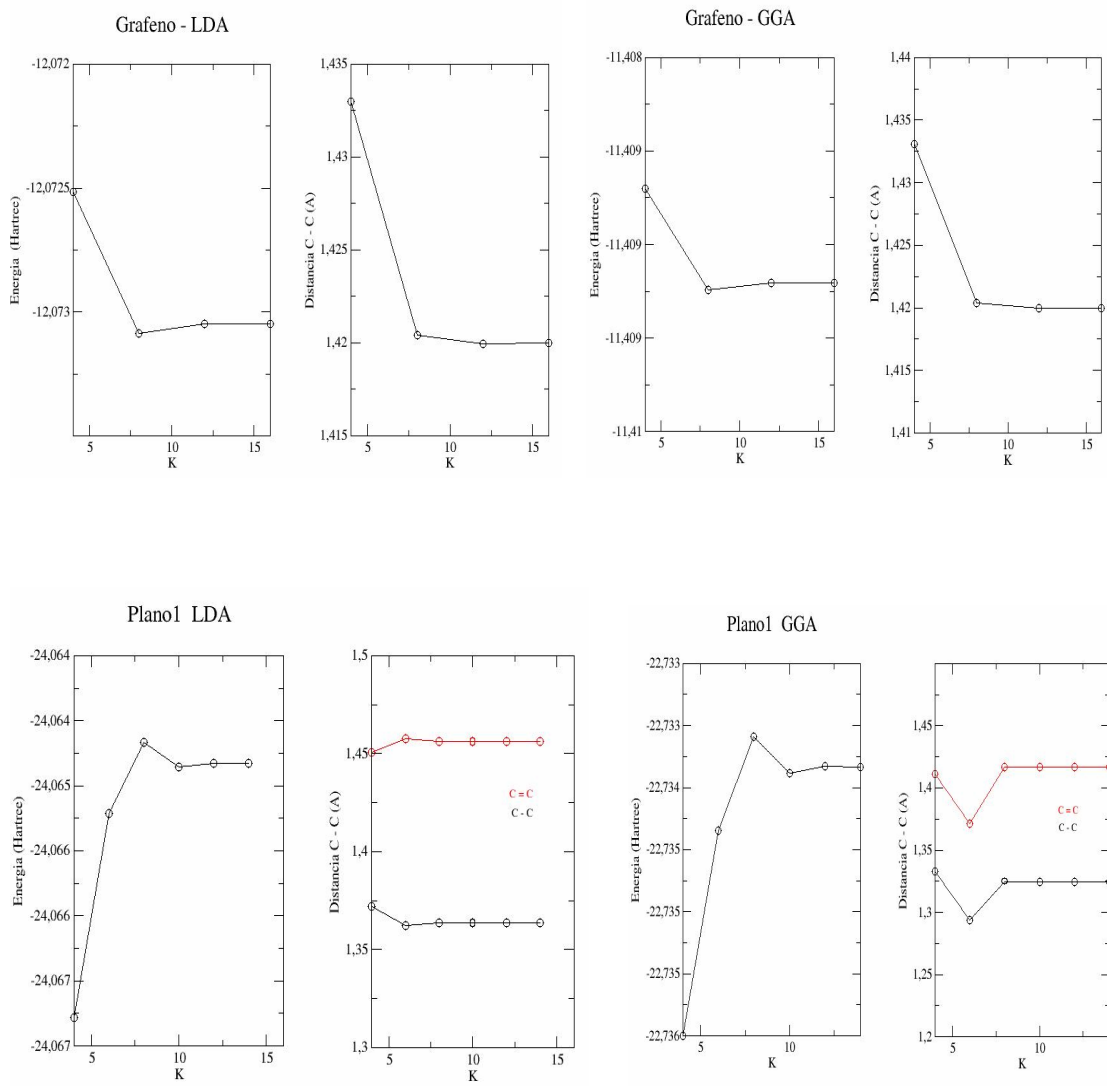 Grafeno - LDA
-12,072
-12,0725
-12,073
Energia (Hartree)
5 10 15
K
1,435
1,43
1,425
1,42
1,415
Distancia C - C (A)
5 10 15
K
Grafeno - GGA
-11,408
-11,409
-11,409
-11,409
-11,41
Energia (Hartree)
5 10 15
K
1,44
1,435
1,43
1,425
1,42
1,415
1,41
Distancia C - C (A)
5 10 15
K
Plano1 LDA
-24,064
-24,064
-24,065
-24,066
-24,066
-24,067
-24,067
Energia (Hartree)
5 10 15
K
1,5
1,45
1,4
1,35
1,3
Distancia C - C (A)
C = C
C - C
5 10 15
K
Plano1 GGA
-22,733
-22,733
-22,734
-22,735
-22,735
-22,735
-22,736
Energia (Hartree)
5 10
K
1,45
1,4
1,35
1,3
1,25
1,2
Distancia C - C (A)
C = C
C - C
5 10
K